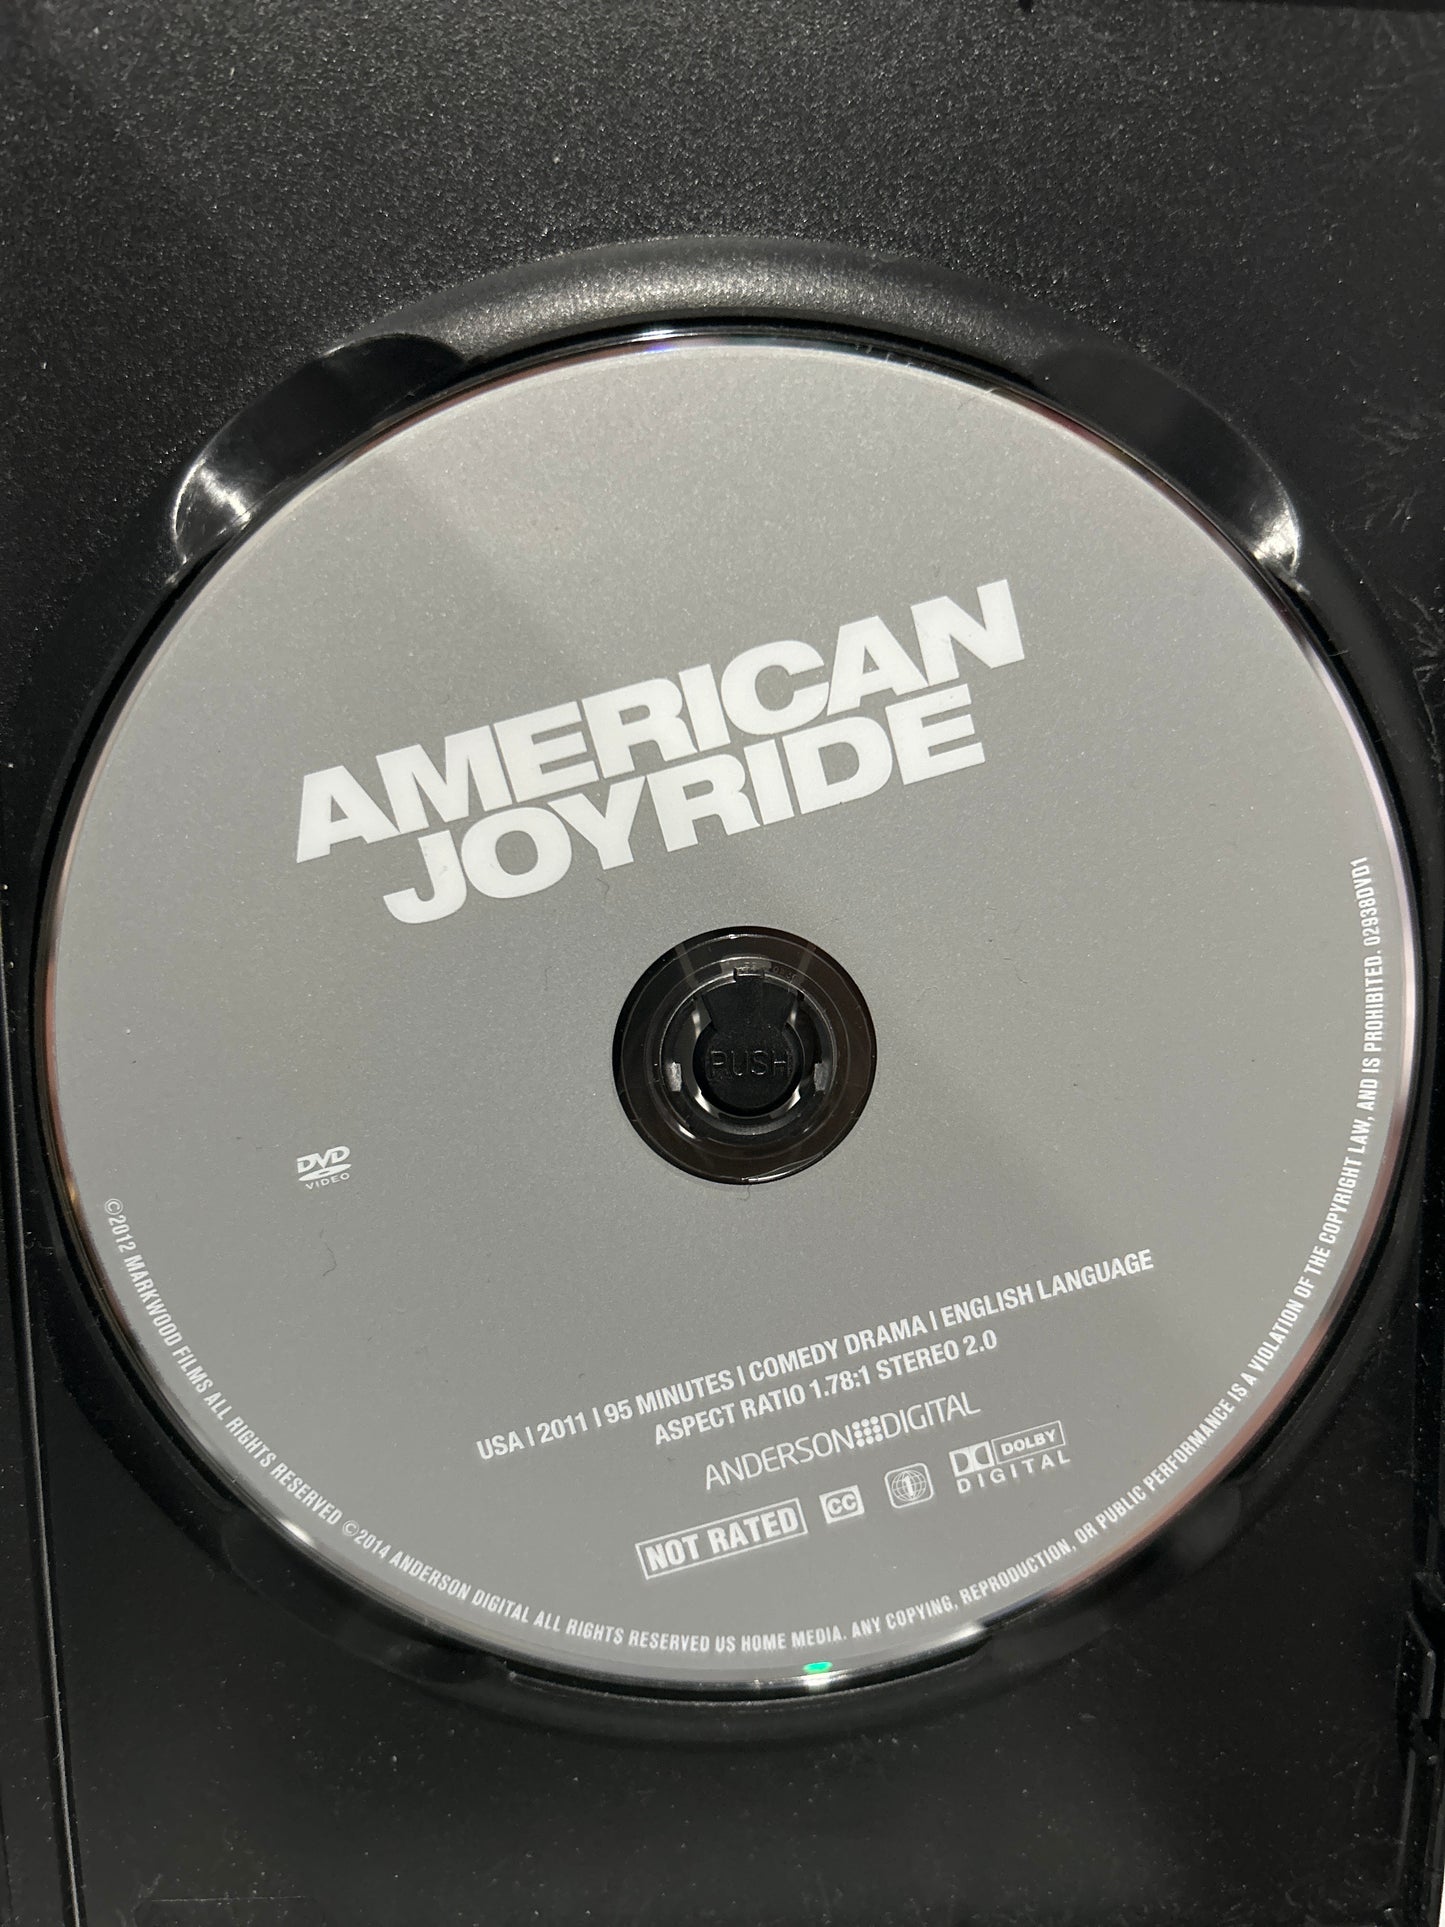 AMERICAN
JOYRIDE
PUSH
DVD
VIDEO
USA | 2011 | 95 MINUTES | COMEDY DRAMA | ENGLISH LANGUAGE
ASPECT RATIO 1.78:1 STEREO 2.0
ANDERSON DIGITAL
NOT RATED
CC
1
DOLBY
DIGITAL
©2012 MARKWOOD FILMS ALL RIGHTS RESERVED ©2014 ANDERSON DIGITAL ALL RIGHTS RESERVED US HOME MEDIA. ANY COPYING, REPRODUCTION, OR PUBLIC PERFORMANCE IS A VIOLATION OF THE COPYRIGHT LAW, AND IS PROHIBITED. 02938DVD1